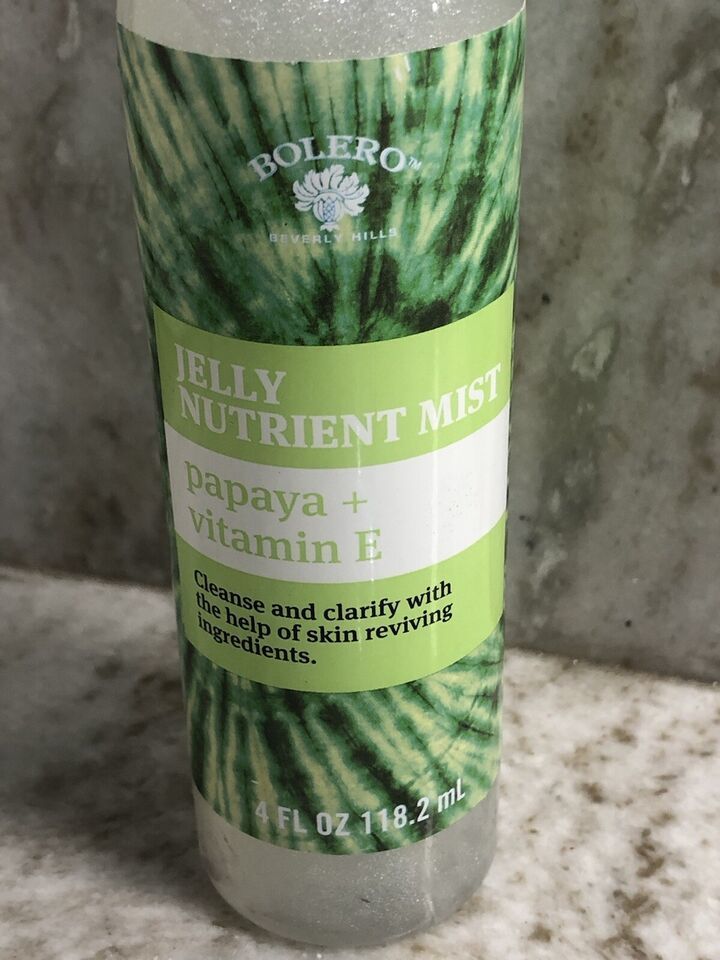 BOLERO™
BEVERLY HILLS
JELLY
NUTRIENT MIST
papaya +
vitamin E
Cleanse and clarify with
the help of skin reviving
ingredients.
4 FL OZ 118.2 mL